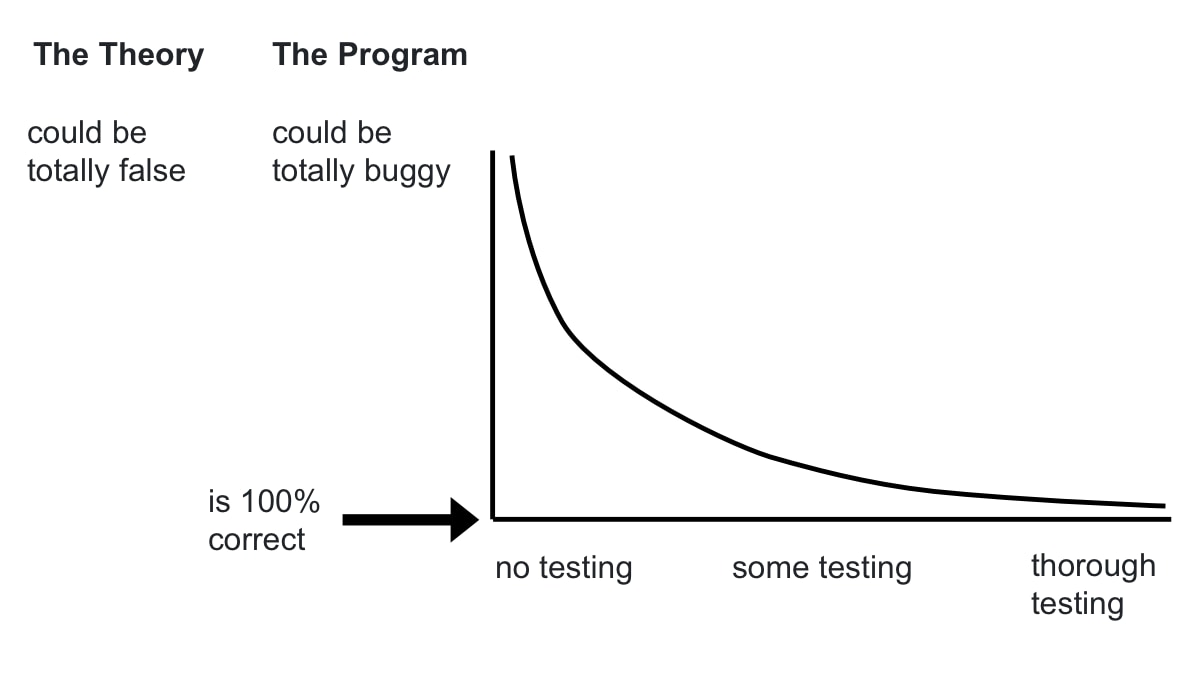 The Theory
The Program
could be
totally false
could be
totally buggy
is 100%
correct
no testing
some testing
thorough
testing